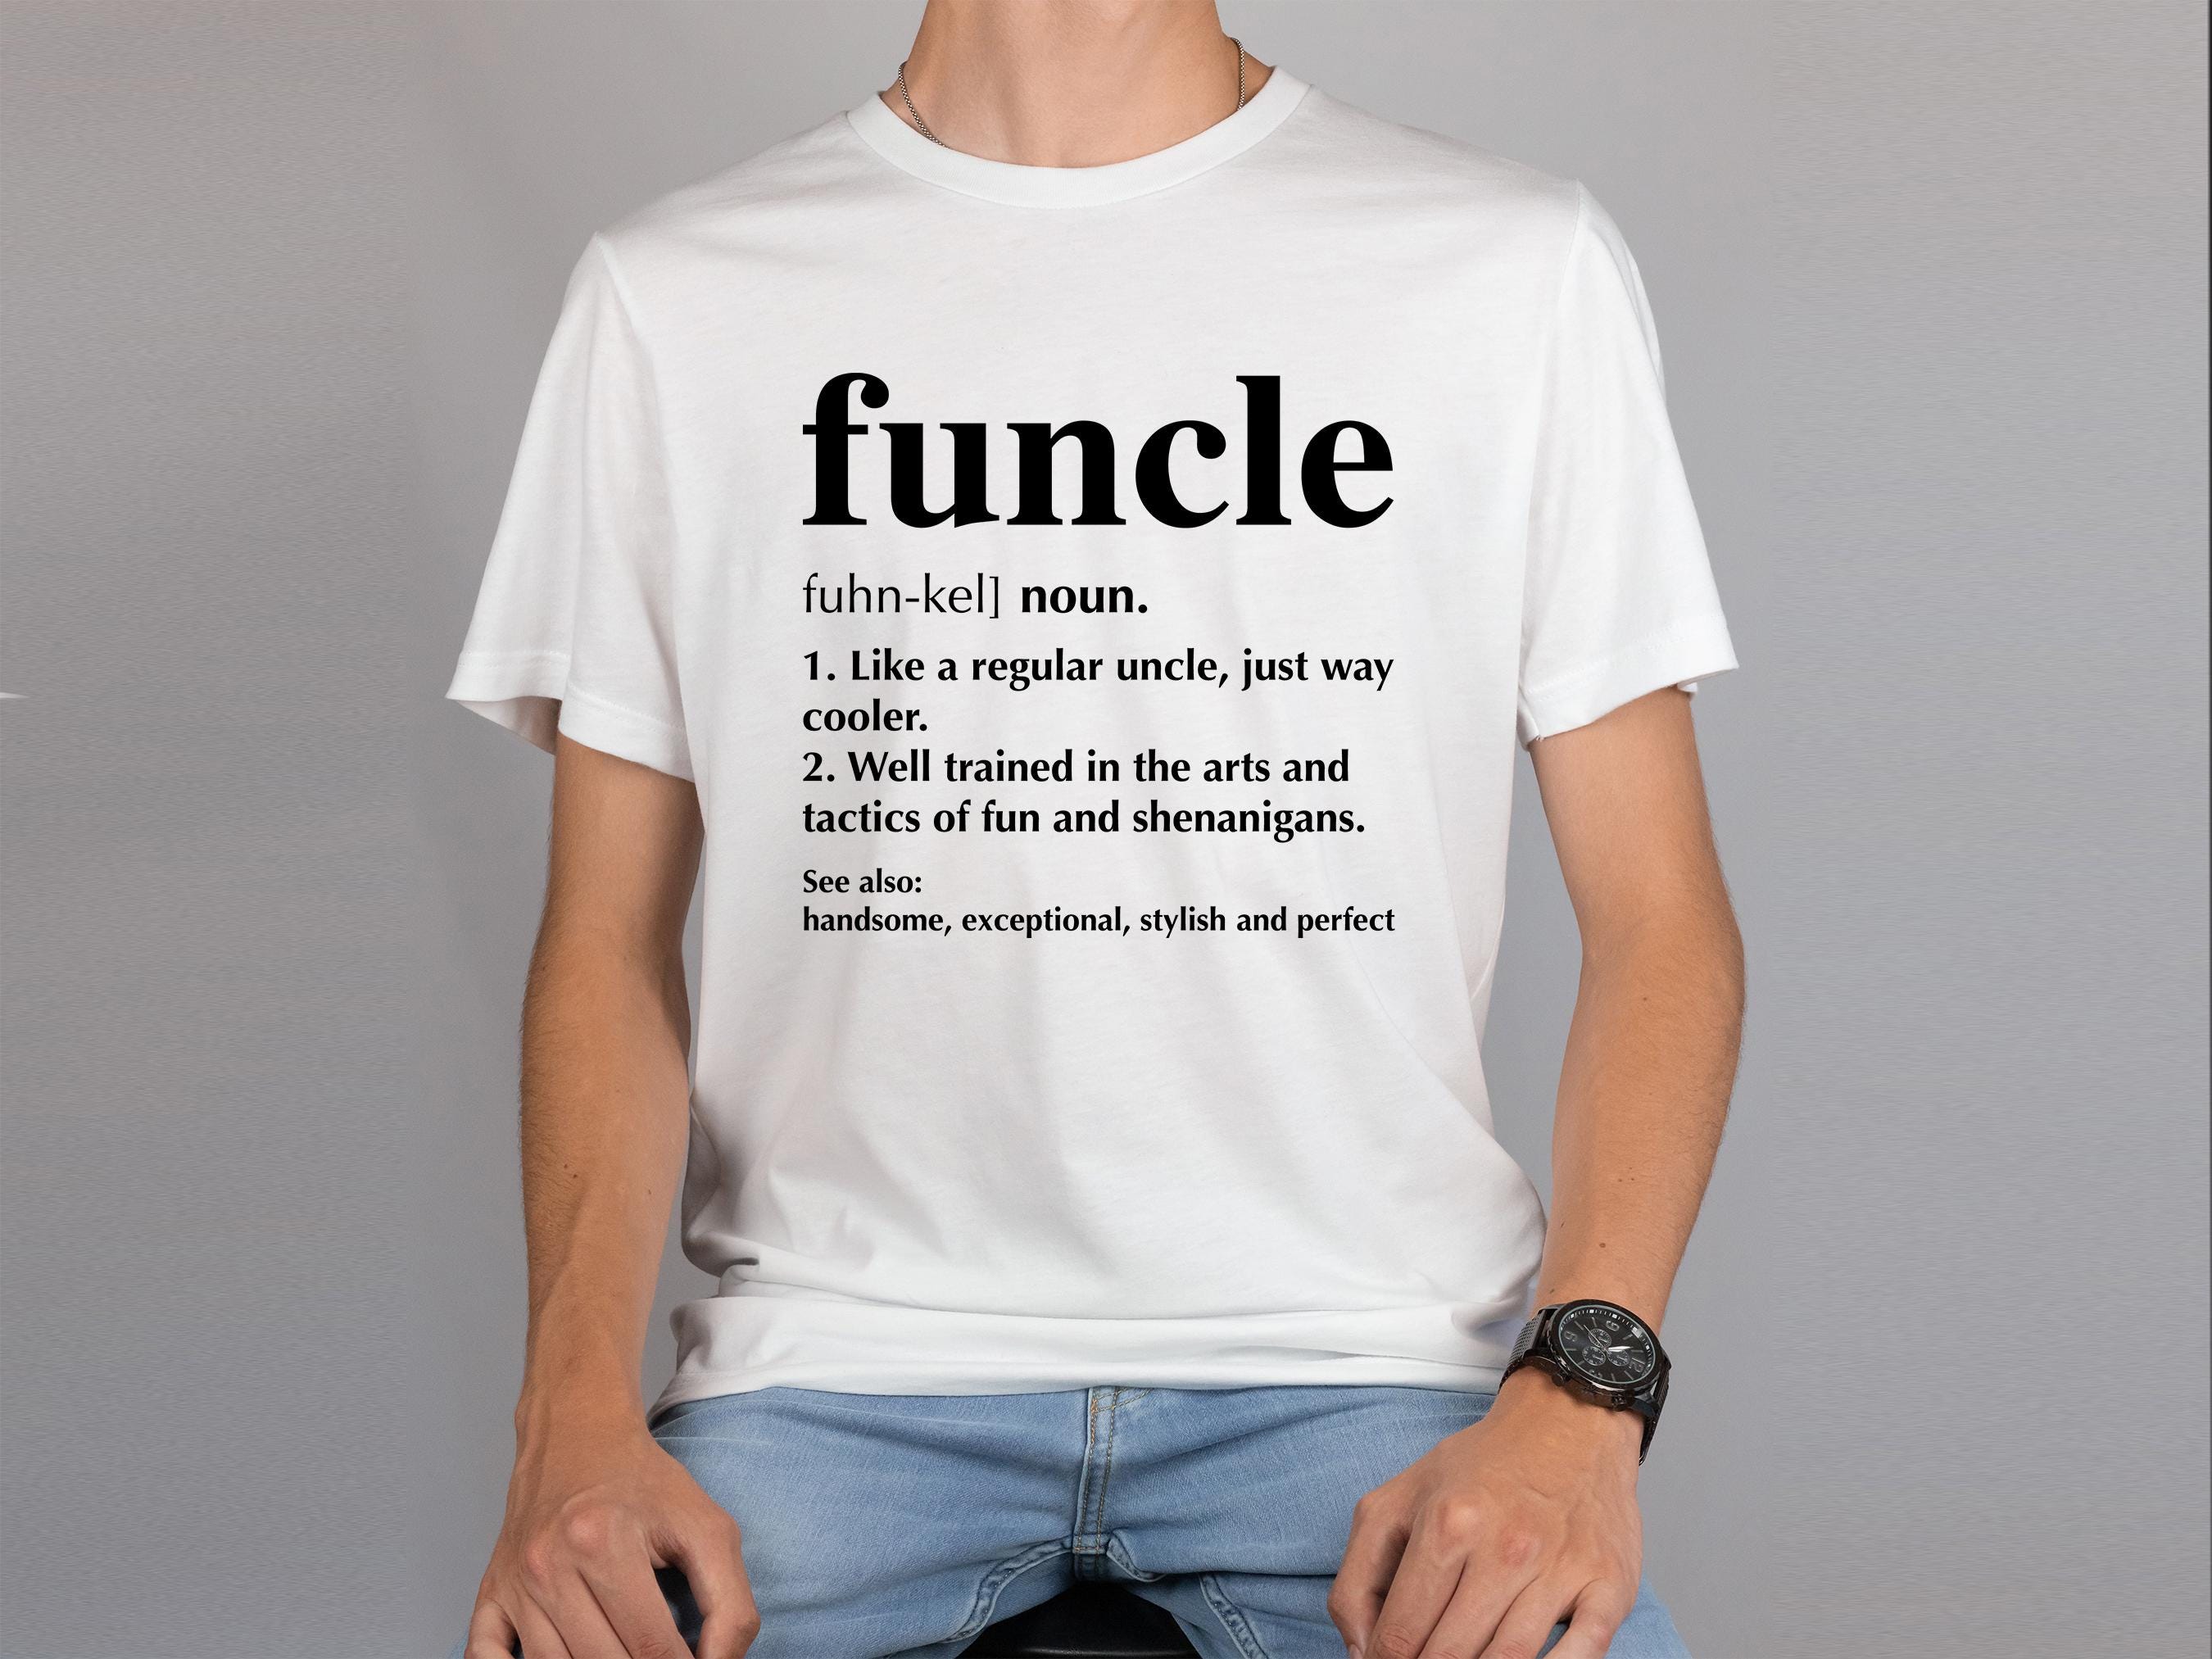 funcle
fuhn-kel] noun.
1. Like a regular uncle, just way
cooler.
2. Well trained in the arts and
tactics of fun and shenanigans.
See also:
handsome, exceptional, stylish and perfect